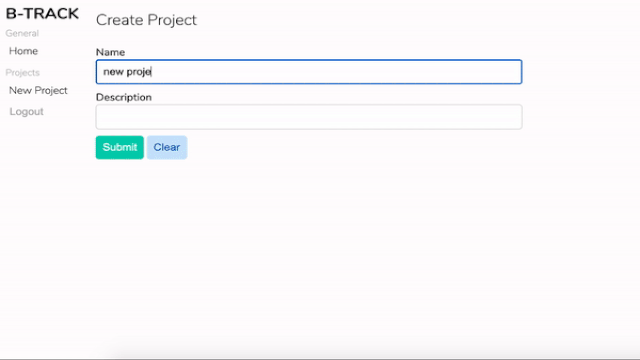 B-TRACK
General
Home
Projects
New Project
Logout
Create Project
Name
new proje
Description
Submit
Clear